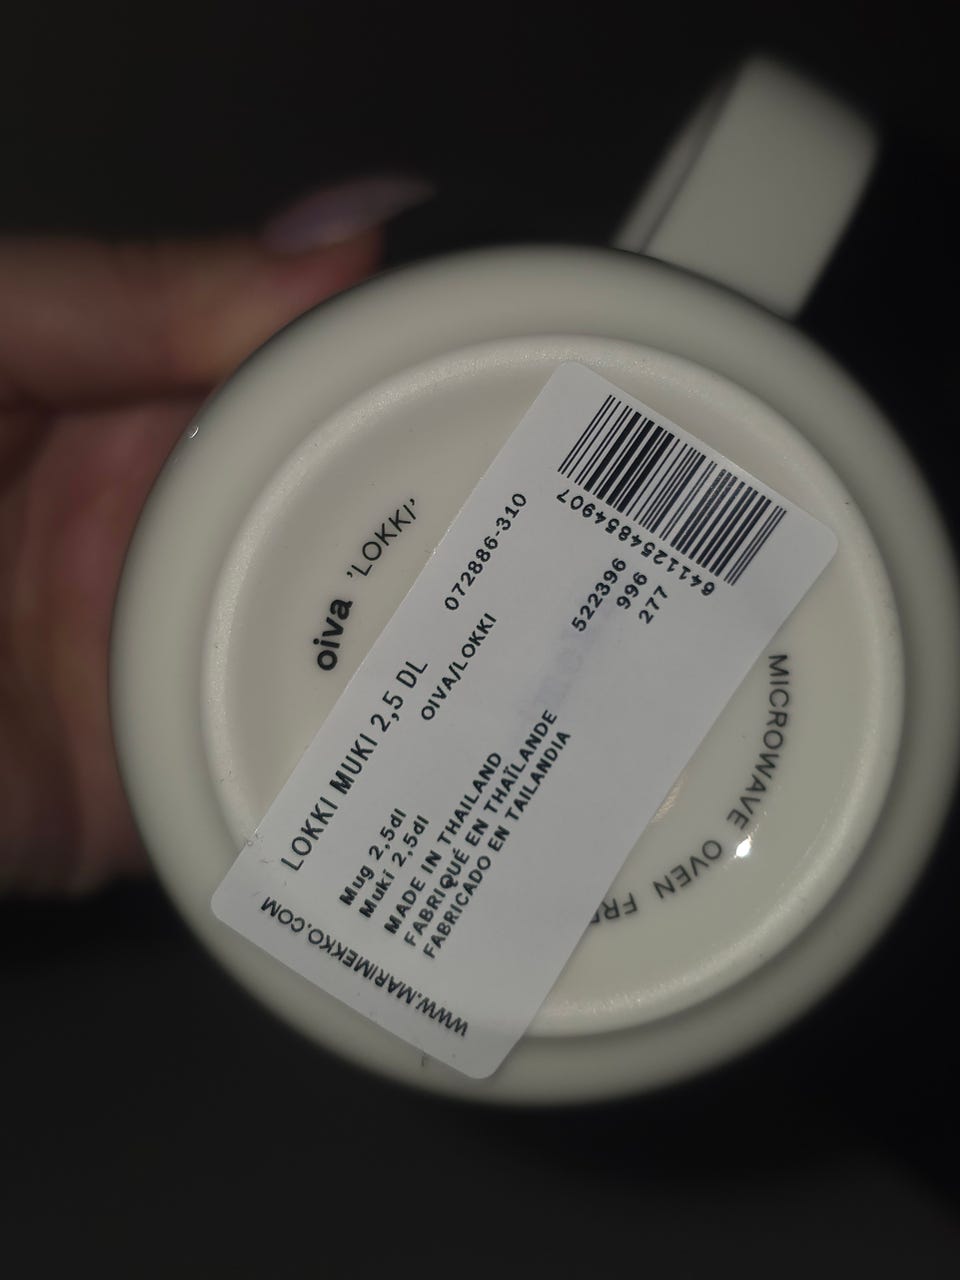 oiva 'LOKKI'
LOKKI MUKI 2,5 DL
OIVA/LOKKI
072886-310
Mug 2,5dl
Muki 2,5dl
MADE IN THAILAND
FABRIQUÉ EN THAÏLANDE
FABRICADO EN TAILANDIA
522396
996
277
6411254854907
WWW.MARIMEKKO.COM
MICROWAVE OVEN